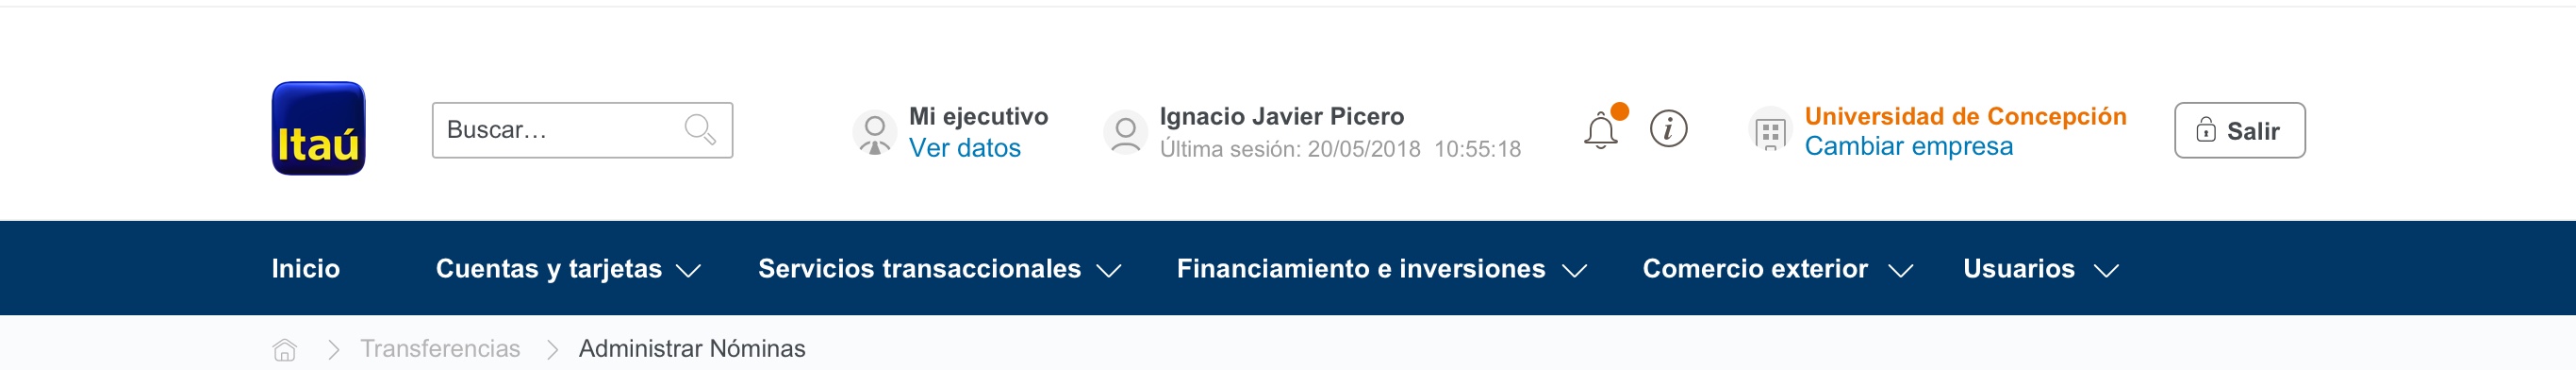 Itaú
Buscar...
Mi ejecutivo
Ver datos
Ignacio Javier Picero
Última sesión: 20/05/2018 10:55:18
i
Universidad de Concepción
Cambiar empresa
Salir
Inicio Cuentas y tarjetas Servicios transaccionales Financiamiento e inversiones Comercio exterior Usuarios
Transferencias Administrar Nóminas